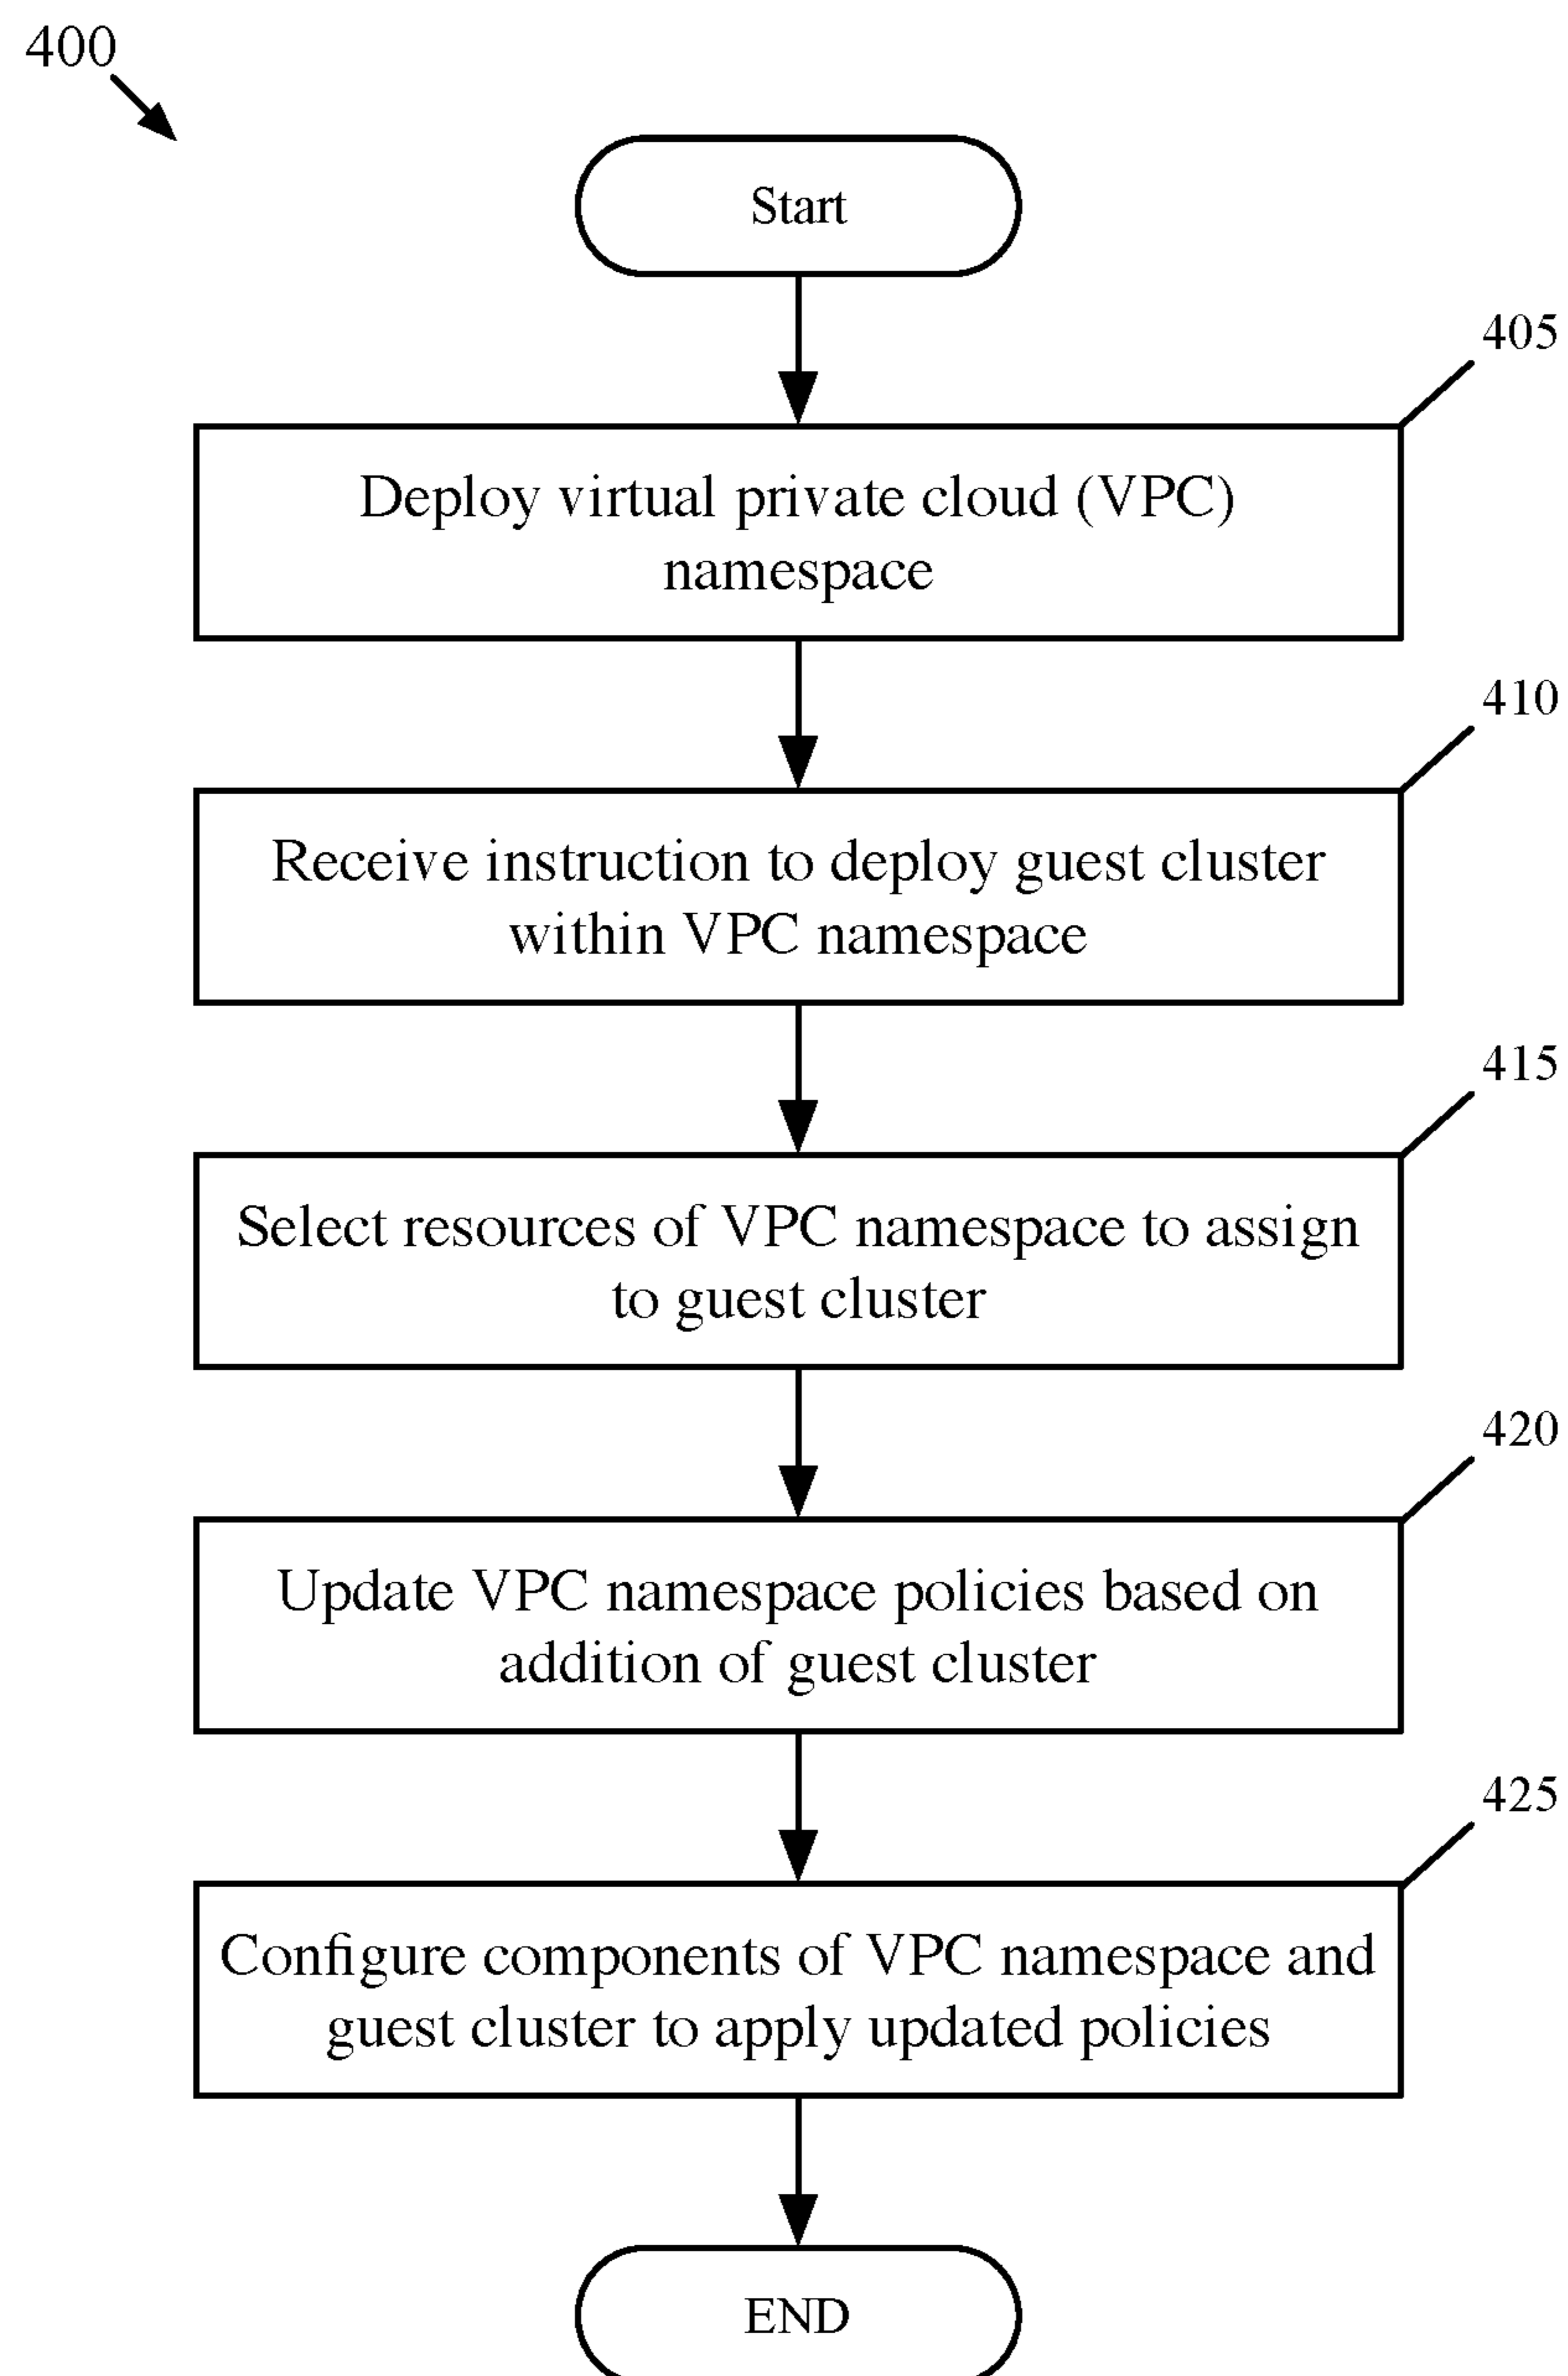 400
Start
405
Deploy virtual private cloud (VPC)
namespace
410
Receive instruction to deploy guest cluster
within VPC namespace
415
Select resources of VPC namespace to assign
to guest cluster
420
Update VPC namespace policies based on
addition of guest cluster
425
Configure components of VPC namespace and
guest cluster to apply updated policies
END